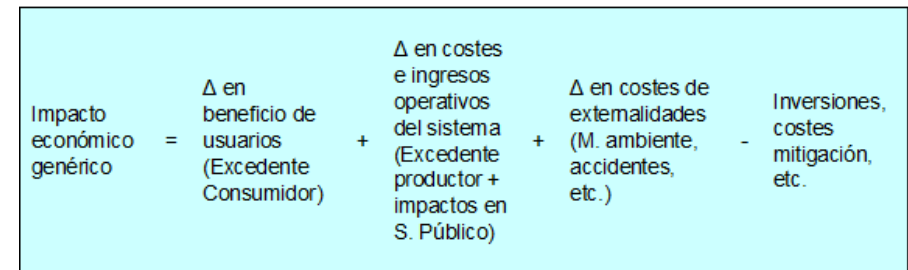 Impacto
económico
genérico
=
Δ en
beneficio de
usuarios
(Excedente
Consumidor)
+
Δ en costes
e ingresos
operativos
del sistema
(Excedente
productor +
impactos en
S. Público)
+
Δ en costes de
externalidades
(M. ambiente,
accidentes,
etc.)
-
Inversiones,
costes
mitigación,
etc.